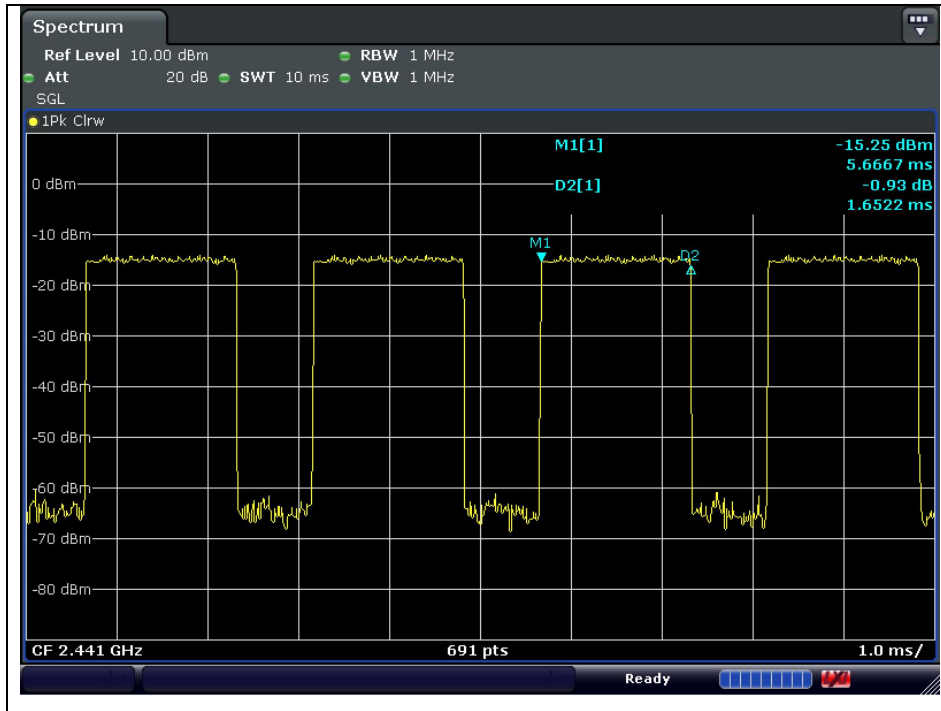 Spectrum
Ref Level 10.00 dBm RBW 1 MHz
Att 20 dB SWT 10 ms VBW 1 MHz
SGL
1Pk Clrw
M1[1] -15.25 dBm
5.6667 ms
0 dBm D2[1] -0.93 dB
1.6522 ms
-10 dBm
M1
D2
-20 dBm
-30 dBm
-40 dBm
-50 dBm
-60 dBm
-70 dBm
-80 dBm
CF 2.441 GHz 691 pts 1.0 ms/
Ready